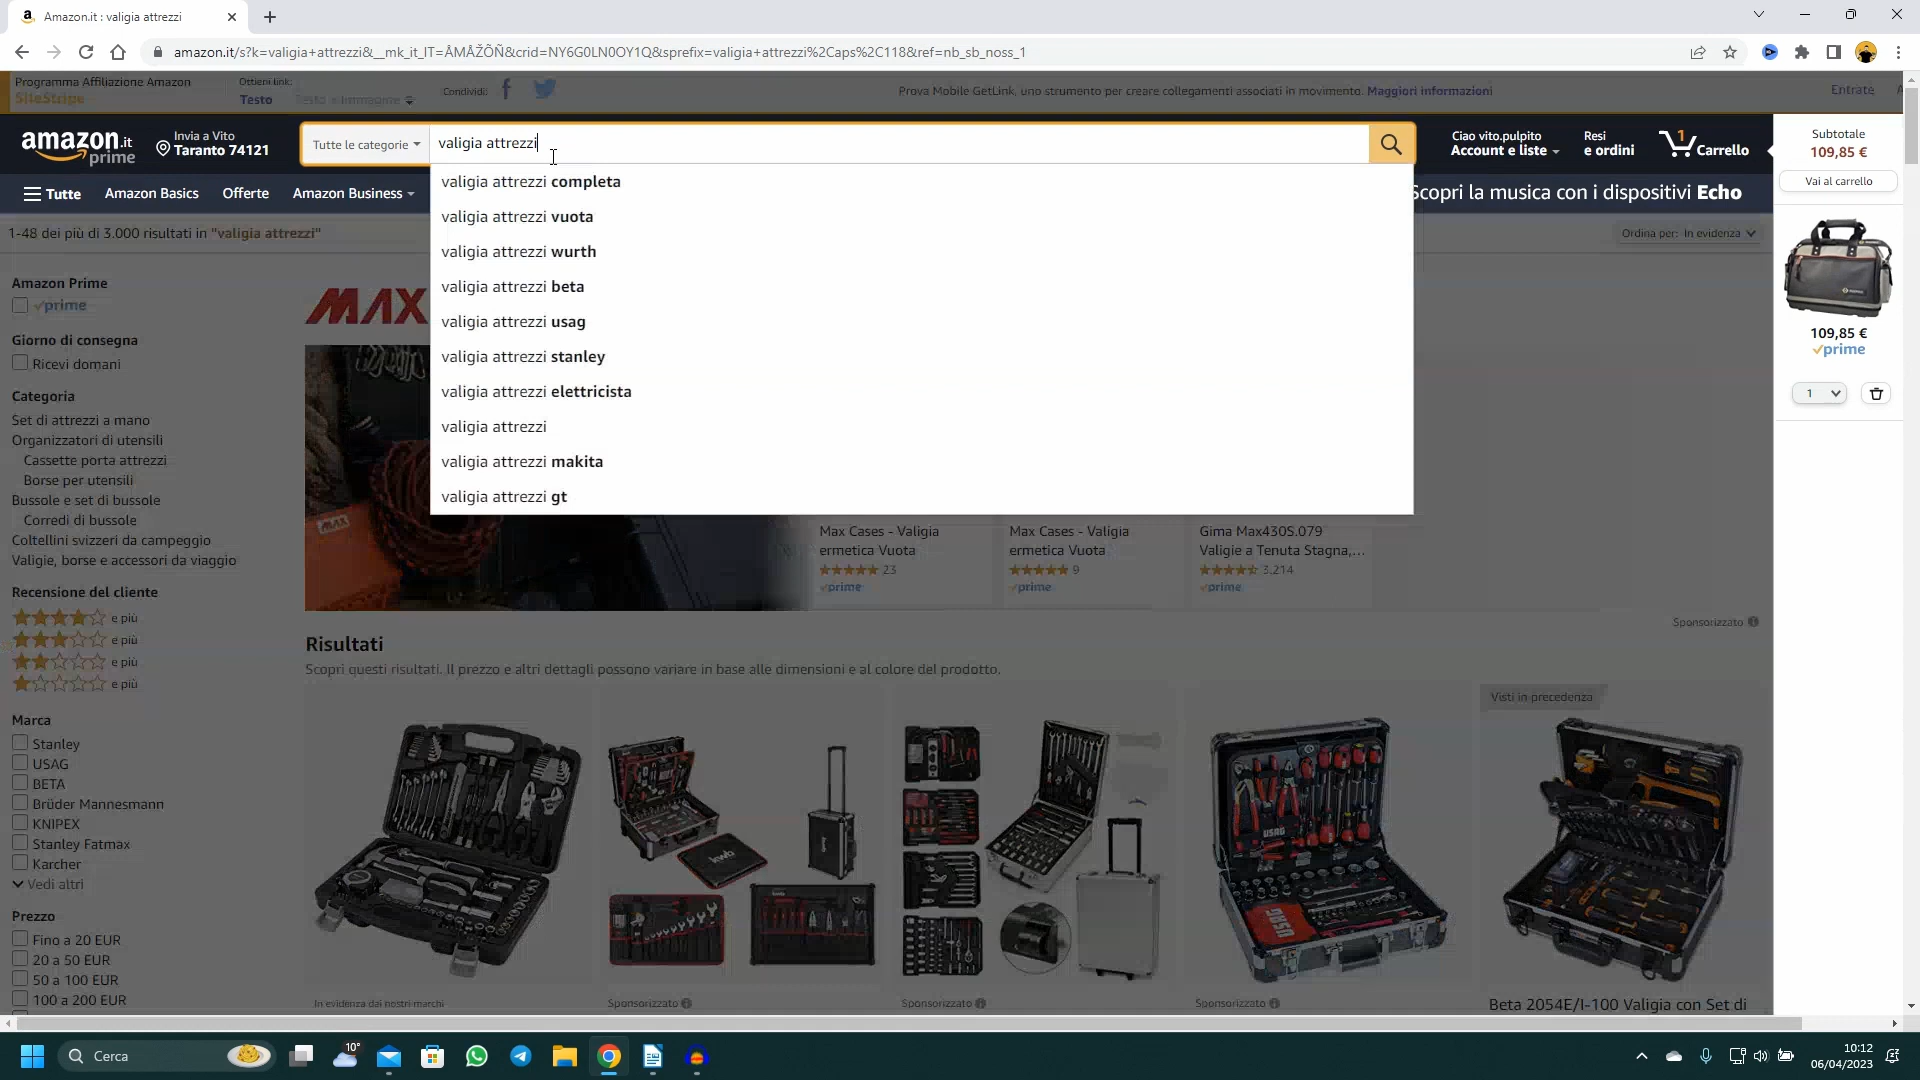 Amazon.it : valigia attrezzi
amazon.it/s?k=valigia+attrezzi&__mk_it_IT=ÅMÅŽÕÑ&crid=NY6G0LN0OY1Q&sprefix=valigia+attrezzi%2Caps%2C118&ref=nb_sb_noss_1
Programma Affiliazione Amazon
SiteStripe
Ottieni link:
Testo
Testo + Immagine
Condividi:
Prova Mobile GetLink, uno strumento per creare collegamenti associati in movimento. Maggiori informazioni
Entrate
amazon.it
prime
Invia a Vito
Taranto 74121
Tutte le categorie
valigia attrezzi
Ciao vito.pulpito
Account e liste
Resi
e ordini
1
Carrello
Subtotale
109,85 €
Vai al carrello
Tutte
Amazon Basics
Offerte
Amazon Business
Scopri la musica con i dispositivi Echo
valigia attrezzi completa
valigia attrezzi vuota
valigia attrezzi wurth
valigia attrezzi beta
valigia attrezzi usag
valigia attrezzi stanley
valigia attrezzi elettricista
valigia attrezzi
valigia attrezzi makita
valigia attrezzi gt
1-48 dei più di 3.000 risultati in "valigia attrezzi"
Ordina per: In evidenza
109,85 €
prime
1
Amazon Prime
prime
Giorno di consegna
Ricevi domani
Categoria
Set di attrezzi a mano
Organizzatori di utensili
Cassette porta attrezzi
Borse per utensili
Bussole e set di bussole
Corredi di bussole
Coltellini svizzeri da campeggio
Valigie, borse e accessori da viaggio
Recensione del cliente
e più
e più
e più
e più
Marca
Stanley
USAG
BETA
Brüder Mannesmann
KNIPEX
Stanley Fatmax
Karcher
Vedi altri
Prezzo
Fino a 20 EUR
20 a 50 EUR
50 a 100 EUR
100 a 200 EUR
MAX
MAX
Max Cases - Valigia
ermetica Vuota
23
prime
Max Cases - Valigia
ermetica Vuota
9
prime
Gima Max430S.079
Valigie a Tenuta Stagna,...
3.214
prime
Sponsorizzato
Risultati
Scopri questi risultati. Il prezzo e altri dettagli possono variare in base alle dimensioni e al colore del prodotto.
Visti in precedenza
kwb
USAG
USAG
In evidenza dai nostri marchi
Sponsorizzato
Sponsorizzato
Sponsorizzato
Beta 2054E/I-100 Valigia con Set di
Cerca
10°
10:12
06/04/2023